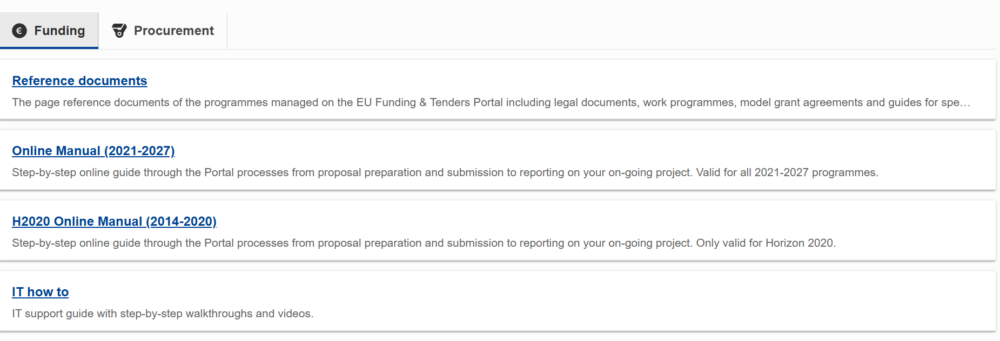 Funding
Procurement
Reference documents
The page reference documents of the programmes managed on the EU Funding & Tenders Portal including legal documents, work programmes, model grant agreements and guides for spe…
Online Manual (2021-2027)
Step-by-step online guide through the Portal processes from proposal preparation and submission to reporting on your on-going project. Valid for all 2021-2027 programmes.
H2020 Online Manual (2014-2020)
Step-by-step online guide through the Portal processes from proposal preparation and submission to reporting on your on-going project. Only valid for Horizon 2020.
IT how to
IT support guide with step-by-step walkthroughs and videos.